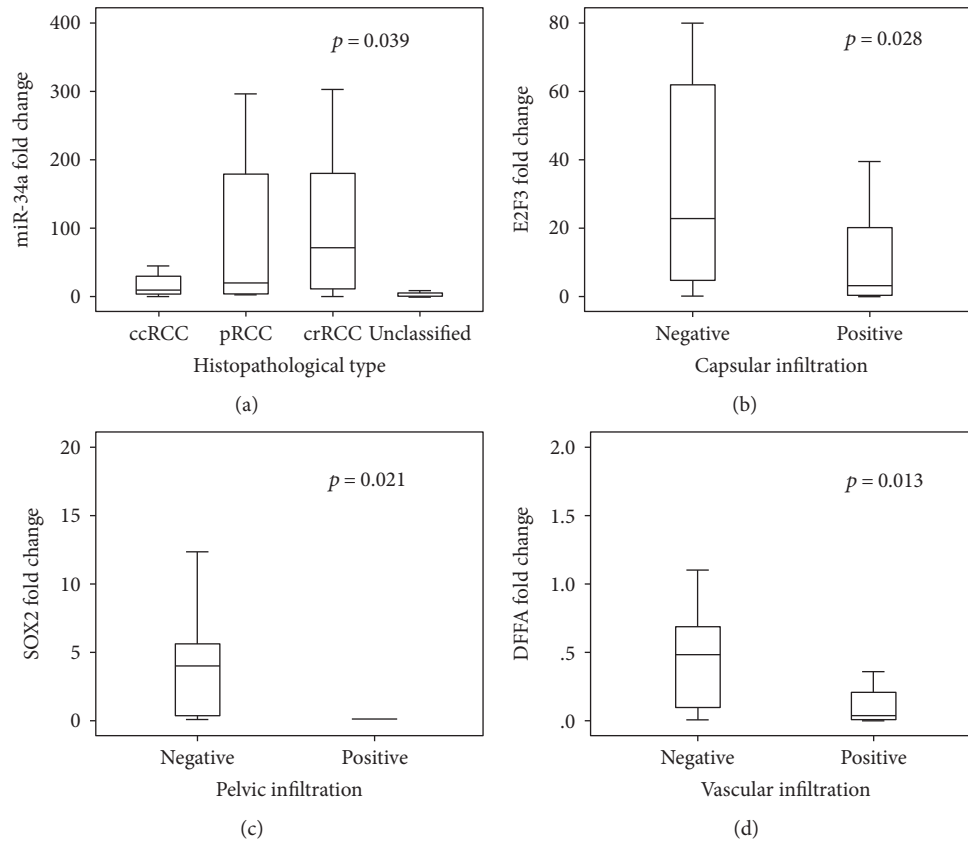 400
300
200
100
0
miR-34a fold change
p = 0.039
ccRCC pRCC crRCC Unclassified
Histopathological type
(a)
80
60
40
20
0
E2F3 fold change
p = 0.028
Negative Positive
Capsular infiltration
(b)
20
15
10
5
0
SOX2 fold change
p = 0.021
Negative Positive
Pelvic infiltration
(c)
2.0
1.5
1.0
.5
.0
DFFA fold change
p = 0.013
Negative Positive
Vascular infiltration
(d)